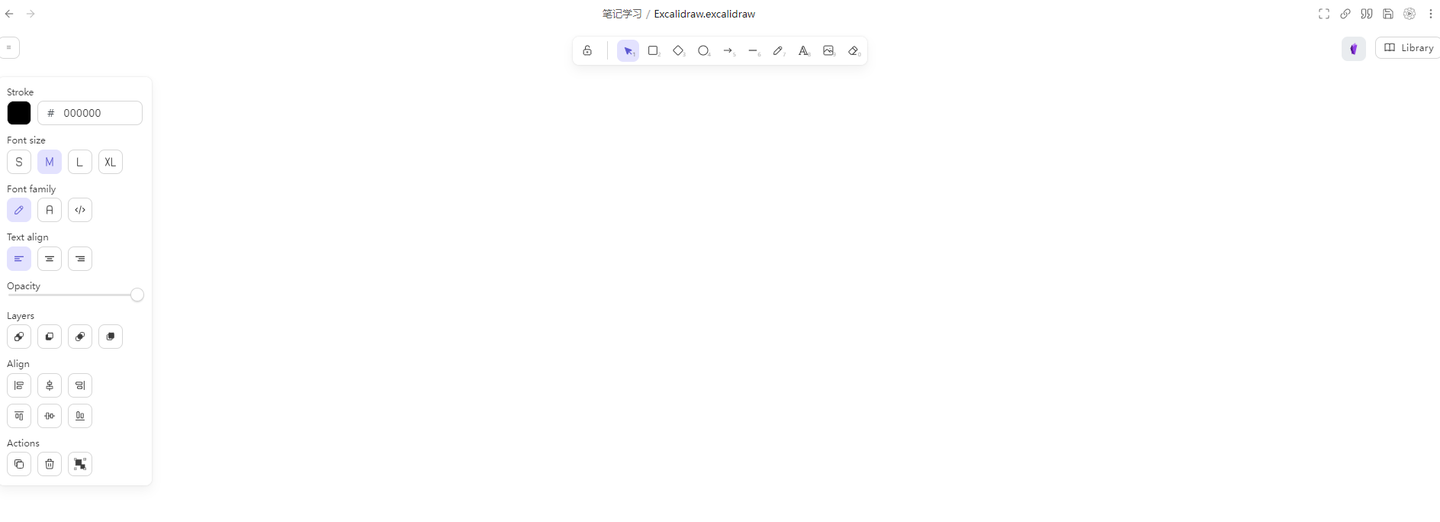 笔记学习 / Excalidraw.excalidraw
Library
Stroke
# 000000
Font size
S M L XL
Font family
A </>
Text align
Opacity
Layers
Align
Actions